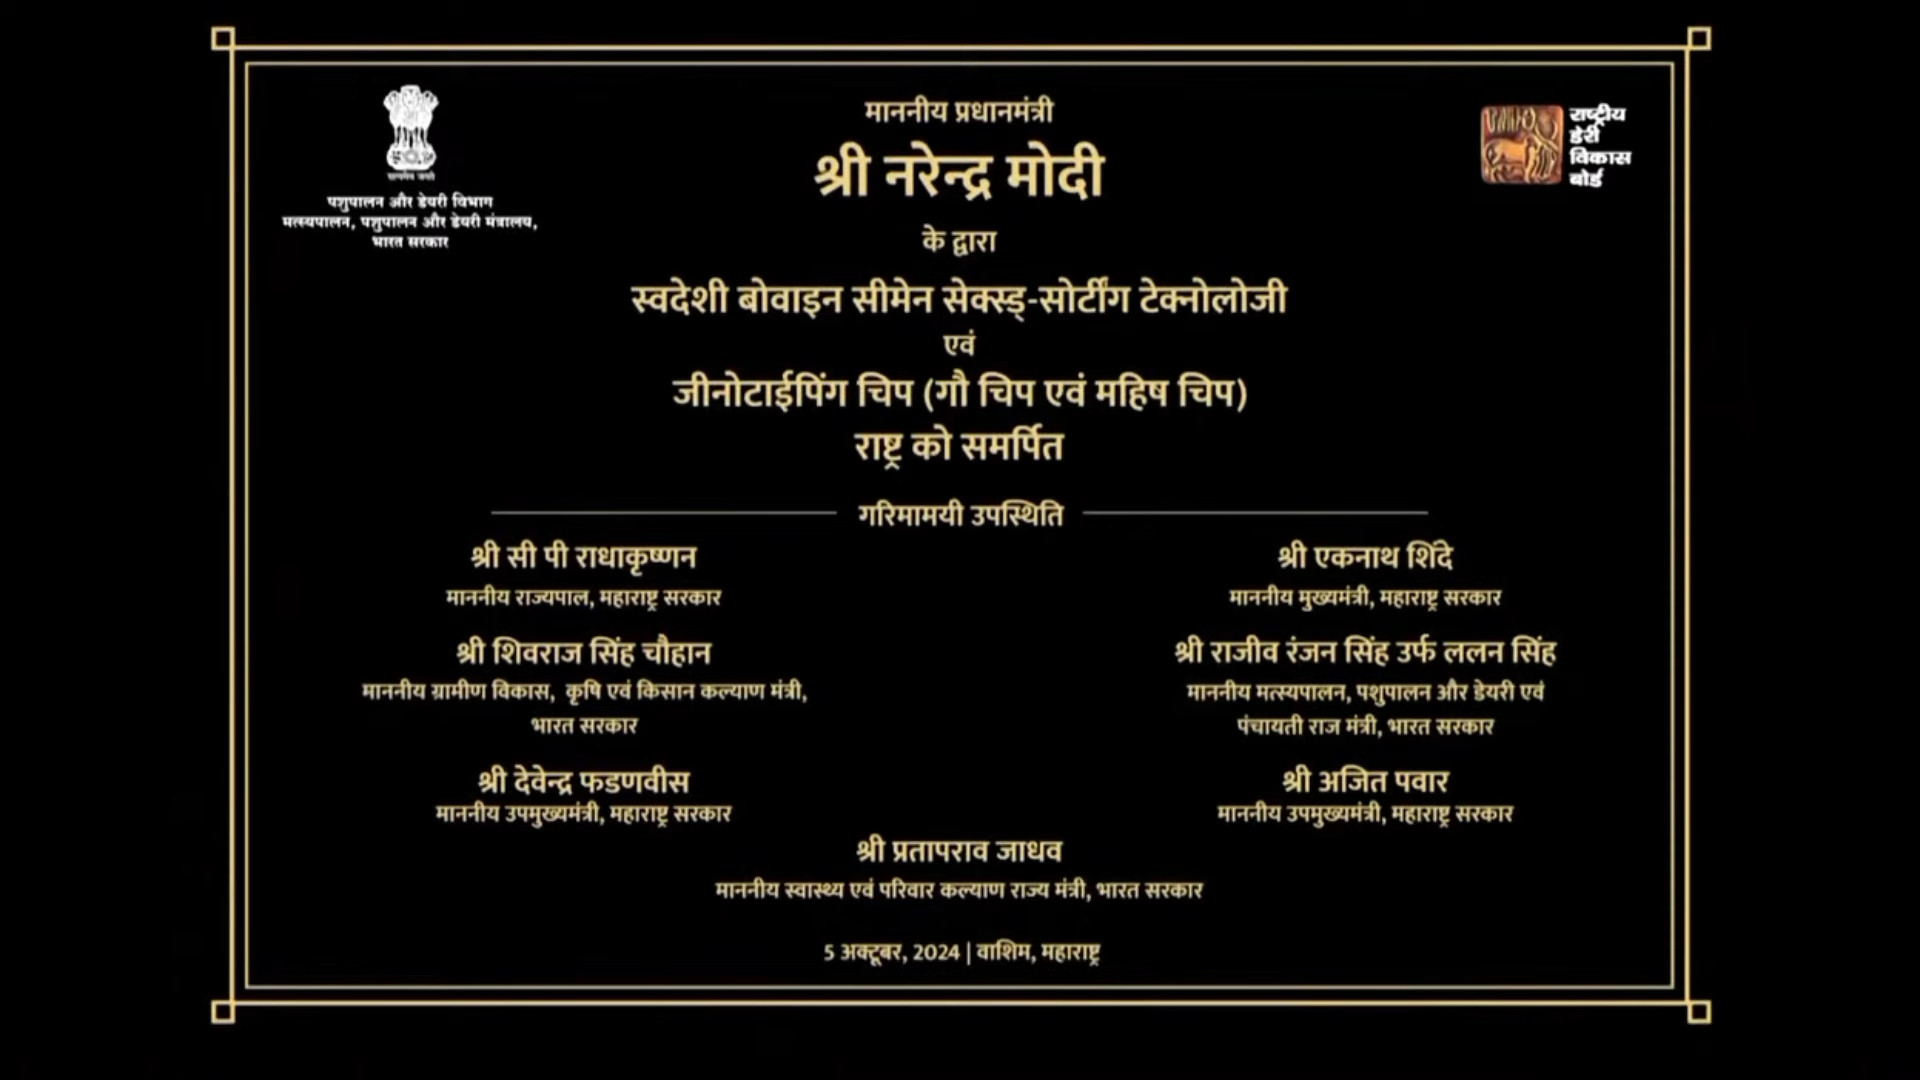 सत्यमेव जयते
पशुपालन और डेयरी विभाग
मत्स्यपालन, पशुपालन और डेयरी मंत्रालय,
भारत सरकार
राष्ट्रीय
डेरी
विकास
बोर्ड
माननीय प्रधानमंत्री
श्री नरेन्द्र मोदी
के द्वारा
स्वदेशी बोवाइन सीमेन सेक्स्ड्-सोर्टींग टेक्नोलोजी
एवं
जीनोटाईपिंग चिप (गौ चिप एवं महिष चिप)
राष्ट्र को समर्पित
गरिमामयी उपस्थिति
श्री सी पी राधाकृष्णन
माननीय राज्यपाल, महाराष्ट्र सरकार
श्री एकनाथ शिंदे
माननीय मुख्यमंत्री, महाराष्ट्र सरकार
श्री शिवराज सिंह चौहान
माननीय ग्रामीण विकास, कृषि एवं किसान कल्याण मंत्री,
भारत सरकार
श्री राजीव रंजन सिंह उर्फ ललन सिंह
माननीय मत्स्यपालन, पशुपालन और डेयरी एवं
पंचायती राज मंत्री, भारत सरकार
श्री देवेन्द्र फडणवीस
माननीय उपमुख्यमंत्री, महाराष्ट्र सरकार
श्री अजित पवार
माननीय उपमुख्यमंत्री, महाराष्ट्र सरकार
श्री प्रतापराव जाधव
माननीय स्वास्थ्य एवं परिवार कल्याण राज्य मंत्री, भारत सरकार
5 अक्टूबर, 2024 | वाशिम, महाराष्ट्र